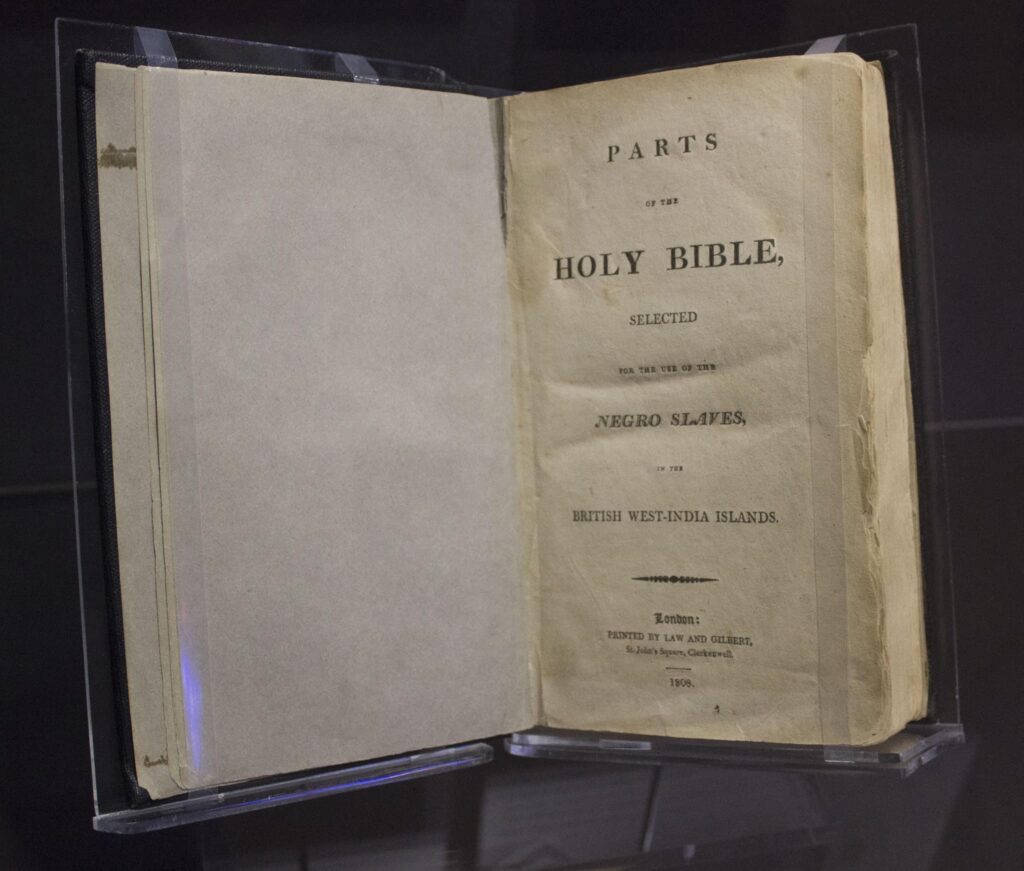 PARTS
OF THE
HOLY BIBLE,
SELECTED
FOR THE USE OF THE
NEGRO SLAVES,
IN THE
BRITISH WEST-INDIA ISLANDS.
London:
PRINTED BY LAW AND GILBERT,
St. John's Square, Clerkenwell.
1808.